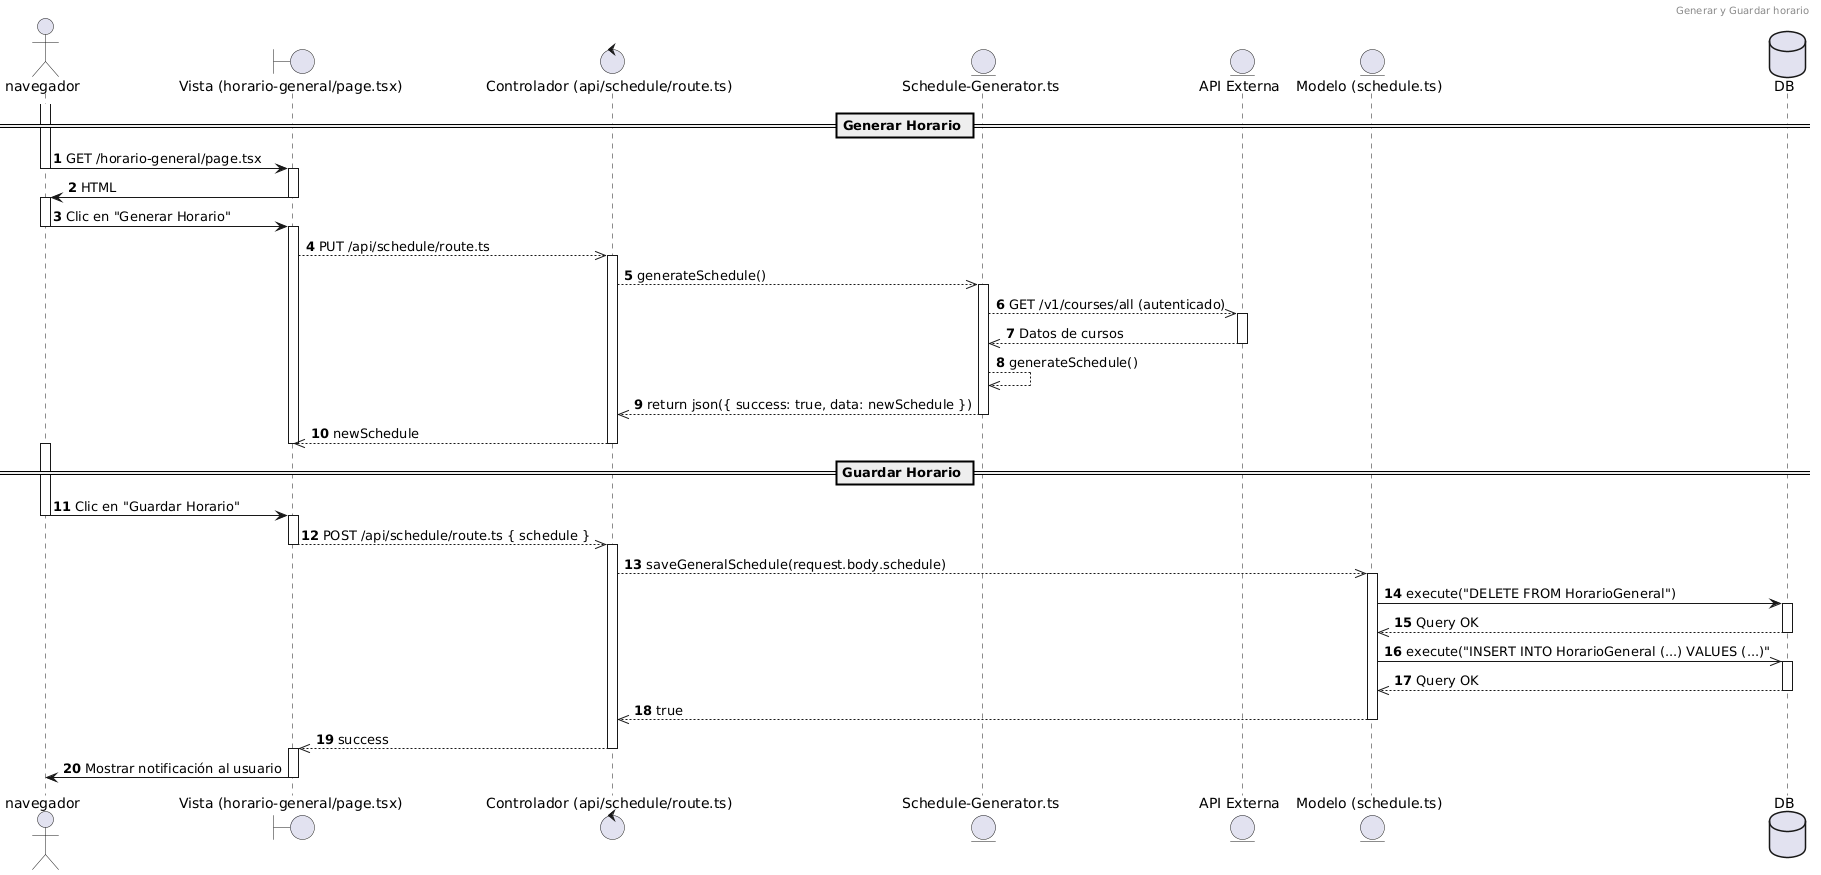 Generar y Guardar horario
navegador
Vista (horario-general/page.tsx)
Controlador (api/schedule/route.ts)
Schedule-Generator.ts
API Externa
Modelo (schedule.ts)
DB
Generar Horario
1 GET /horario-general/page.tsx
2 HTML
3 Clic en "Generar Horario"
4 PUT /api/schedule/route.ts
5 generateSchedule()
6 GET /v1/courses/all (autenticado)
7 Datos de cursos
8 generateSchedule()
9 return json({ success: true, data: newSchedule })
10 newSchedule
Guardar Horario
11 Clic en "Guardar Horario"
12 POST /api/schedule/route.ts { schedule }
13 saveGeneralSchedule(request.body.schedule)
14 execute("DELETE FROM HorarioGeneral")
15 Query OK
16 execute("INSERT INTO HorarioGeneral (...) VALUES (...)"
17 Query OK
18 true
19 success
20 Mostrar notificación al usuario
navegador
Vista (horario-general/page.tsx)
Controlador (api/schedule/route.ts)
Schedule-Generator.ts
API Externa
Modelo (schedule.ts)
DB